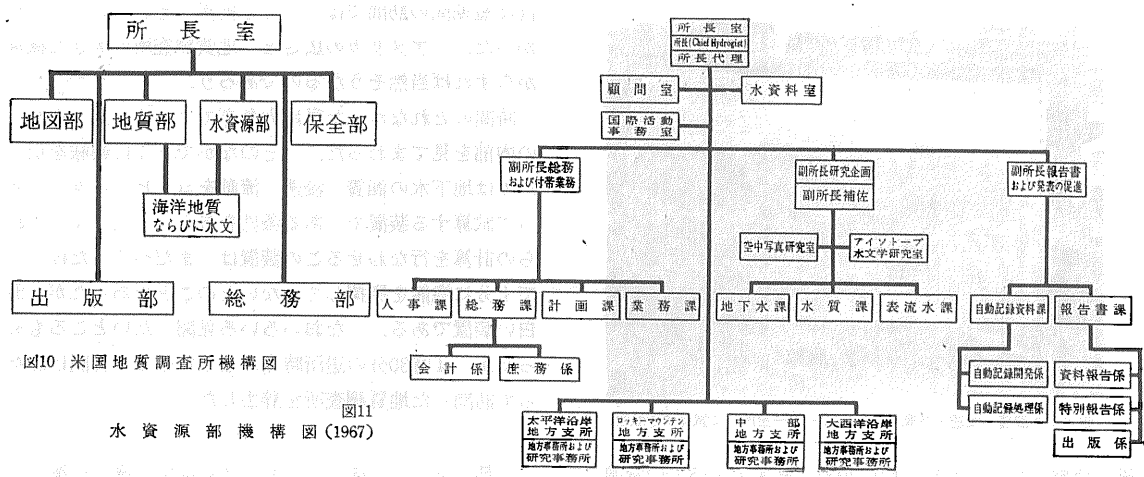 所長室
地図部
地質部
水資源部
保全部
海洋地質
ならびに水文
出版部
総務部
図10 米国地質調査所機構図
図11
水資源部機構図(1967)
所長室
所長(Chief Hydrogist)
所長代理
顧問室
水資料室
国際活動
事務室
副所長総務
および付帯業務
副所長研究企画
副所長補佐
副所長報告書
および発表の促進
空中写真研究室
アイソトープ
水文学研究室
人事課
総務課
計画課
業務課
地下水課
水質課
表流水課
自動記録資料課
報告書課
会計係
庶務係
自動記録開発係
自動記録処理係
資料報告係
特別報告係
出版係
太平洋沿岸
地方支所
地方事務所および
研究事務所
ロッキーマウンテン
地方支所
地方事務所および
研究事務所
中部
地方支所
地方事務所および
研究事務所
大西洋沿岸
地方支所
地方事務所および
研究事務所